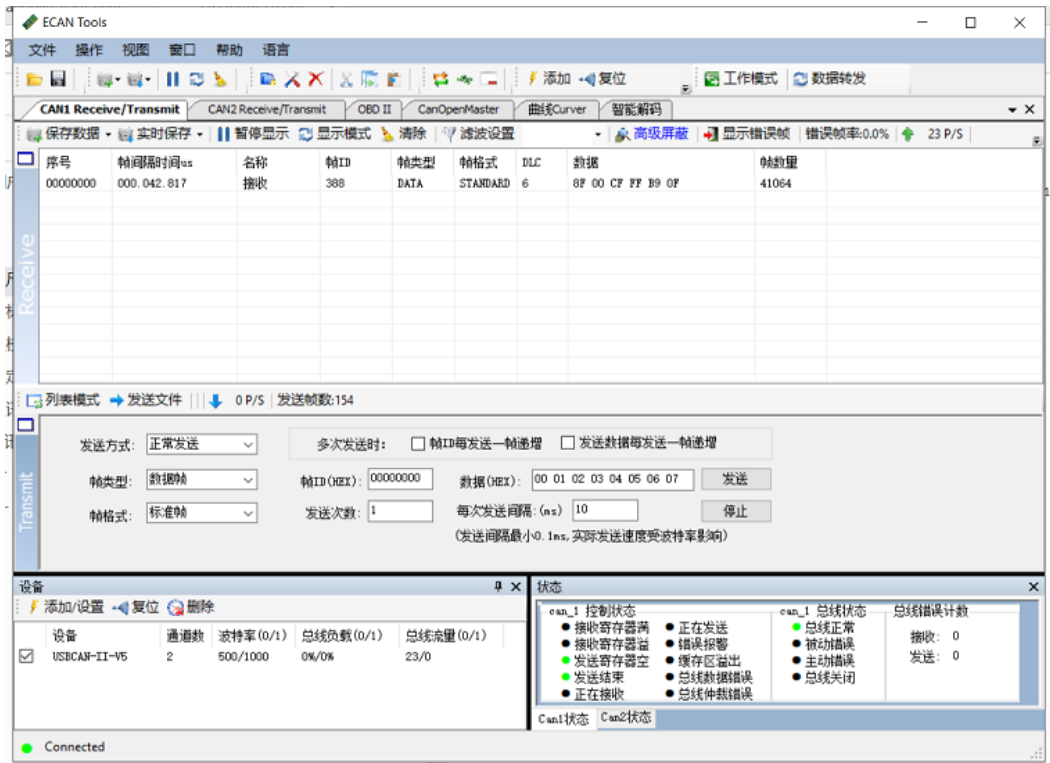 ECAN Tools
文件 操作 视图 窗口 帮助 语言
添加 复位 工作模式 数据转发
CAN1 Receive/Transmit CAN2 Receive/Transmit OBD II CanOpenMaster 曲线Curver 智能解码
保存数据 实时保存 暂停显示 显示模式 清除 滤波设置 高级屏蔽 显示错误帧 错误帧率:0.0% 23 P/S
序号 帧间隔时间us 名称 帧ID 帧类型 帧格式 DLC 数据 帧数量
00000000 000.042.817 接收 388 DATA STANDARD 6 8F 00 CF FF B9 0F 41064
Receive
列表模式 发送文件 0 P/S 发送帧数:154
发送方式: 正常发送 多次发送时: 帧ID每发送一帧递增 发送数据每发送一帧递增
帧类型: 数据帧 帧ID(HEX): 00000000 数据(HEX): 00 01 02 03 04 05 06 07 发送
帧格式: 标准帧 发送次数: 1 每次发送间隔:(ms) 10 停止
(发送间隔最小0.1ms,实际发送速度受波特率影响)
Transmit
设备
添加/设置 复位 删除
设备 通道数 波特率(0/1) 总线负载(0/1) 总线流量(0/1)
USBCAN-II-V5 2 500/1000 0%/0% 23/0
状态
can_1 控制状态 can_1 总线状态 总线错误计数
接收寄存器满 正在发送 总线正常 接收: 0
接收寄存器溢 错误报警 被动错误
发送寄存器空 缓存区溢出 主动错误 发送: 0
发送结束 总线数据错误 总线关闭
正在接收 总线仲裁错误
Can1状态 Can2状态
Connected